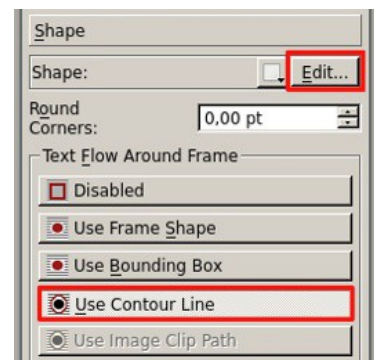 Shape
Shape: Edit...
Round
Corners: 0,00 pt
Text Flow Around Frame
Disabled
Use Frame Shape
Use Bounding Box
Use Contour Line
Use Image Clip Path